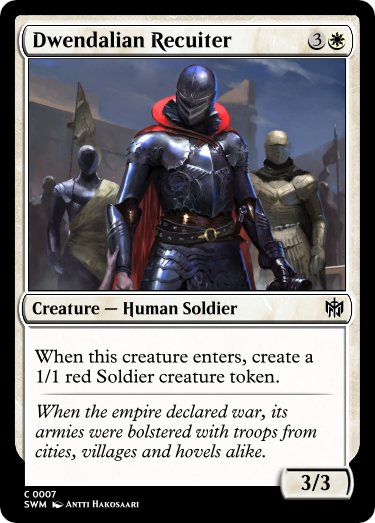 Dwendalian Recuiter 3
Creature — Human Soldier
When this creature enters, create a
1/1 red Soldier creature token.
When the empire declared war, its
armies were bolstered with troops from
cities, villages and hovels alike.
3/3
C 0007
SWM Antti Hakosaari